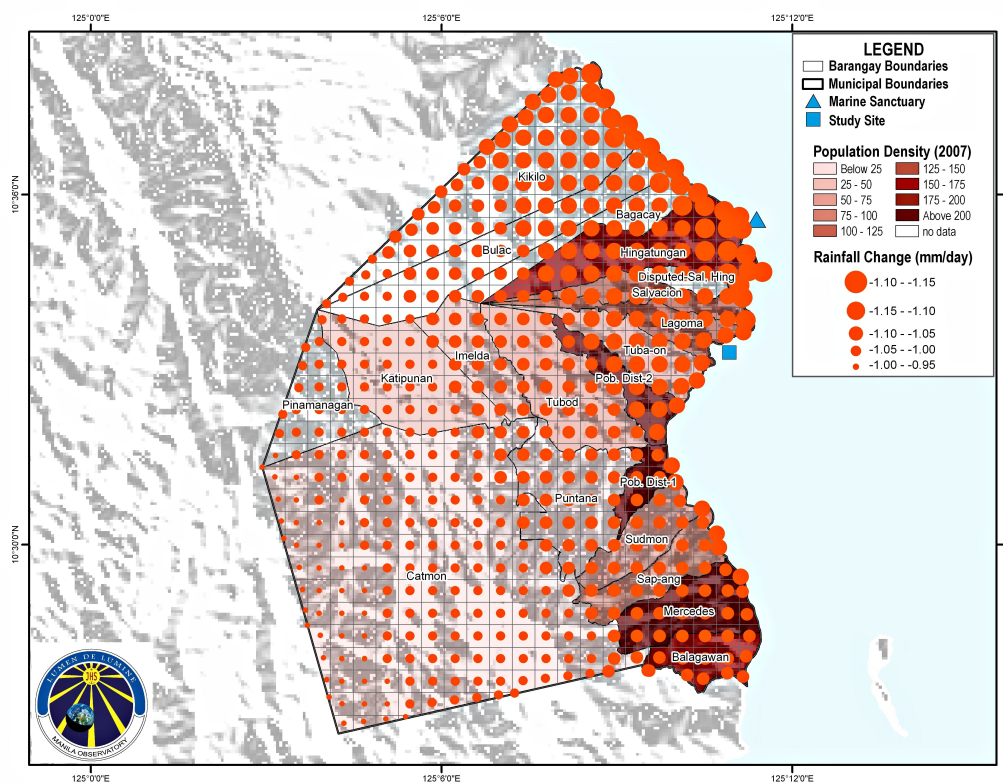 125°0'0"E
125°6'0"E
125°12'0"E
10°36'0"N
10°30'0"N
LEGEND
Barangay Boundaries
Municipal Boundaries
Marine Sanctuary
Study Site
Population Density (2007)
Below 25
25 - 50
50 - 75
75 - 100
100 - 125
125 - 150
150 - 175
175 - 200
Above 200
no data
Rainfall Change (mm/day)
-1.10 - -1.15
-1.15 - -1.10
-1.10 - -1.05
-1.05 - -1.00
-1.00 - -0.95
Kikilo
Bagacay
Bulac
Hingatungan
Disputed-Sal. Hing
Salvacion
Lagoma
Tuba-on
Imelda
Katipunan
Pob. Dist-2
Pinamanagan
Tubod
Pob. Dist-1
Puntana
Sudmon
Catmon
Sap-ang
Mercedes
Balagawan
LUMEN DE LUMINE
JHS
MANILA OBSERVATORY
125°0'0"E
125°6'0"E
125°12'0"E